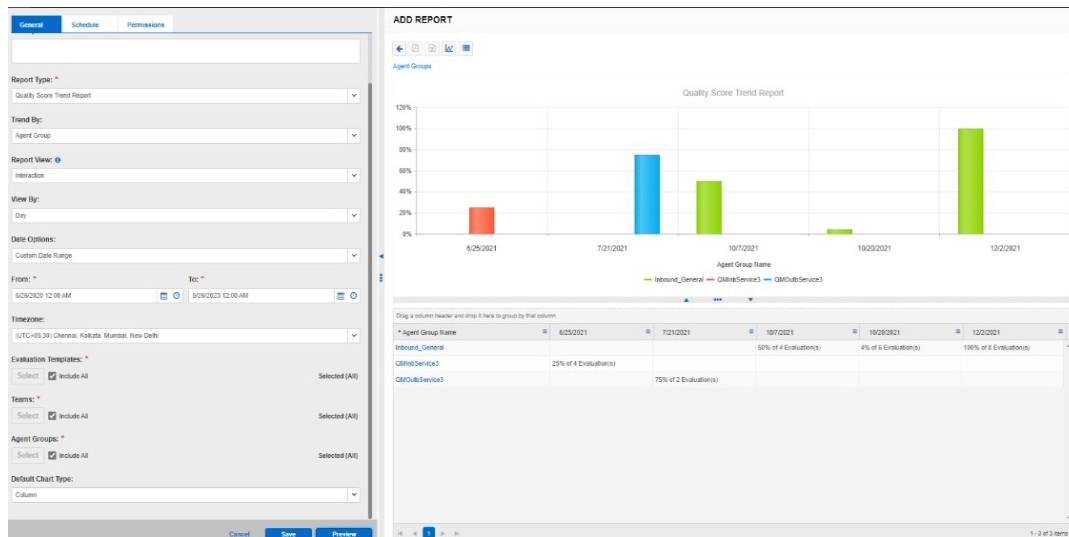 General Schedule Permissions
Report Type: *
Quality Score Trend Report
Trend By:
Agent Group
Report View:
Interaction
View By:
Day
Date Options:
Custom Date Range
From: * To: *
6/26/2020 12:00 AM 9/26/2023 12:00 AM
Timezone:
(UTC+05:30) Chennai, Kolkata, Mumbai, New Delhi
Evaluation Templates: *
Select Include All Selected (All)
Teams: *
Select Include All Selected (All)
Agent Groups: *
Select Include All Selected (All)
Default Chart Type:
Column
Cancel Save Preview
ADD REPORT
Agent Groups
Quality Score Trend Report
120%
100%
80%
60%
40%
20%
0%
6/25/2021 7/21/2021 10/7/2021 10/20/2021 12/2/2021
Agent Group Name
Inbound_General QMInbService3 QMOutbService3
Drag a column header and drop it here to group by that column
* Agent Group Name 6/25/2021 7/21/2021 10/7/2021 10/20/2021 12/2/2021
Inbound_General 50% of 4 Evaluation(s) 4% of 6 Evaluation(s) 100% of 8 Evaluation(s)
QMInbService3 25% of 4 Evaluation(s)
QMOutbService3 75% of 2 Evaluation(s)
1
1 - 3 of 3 items